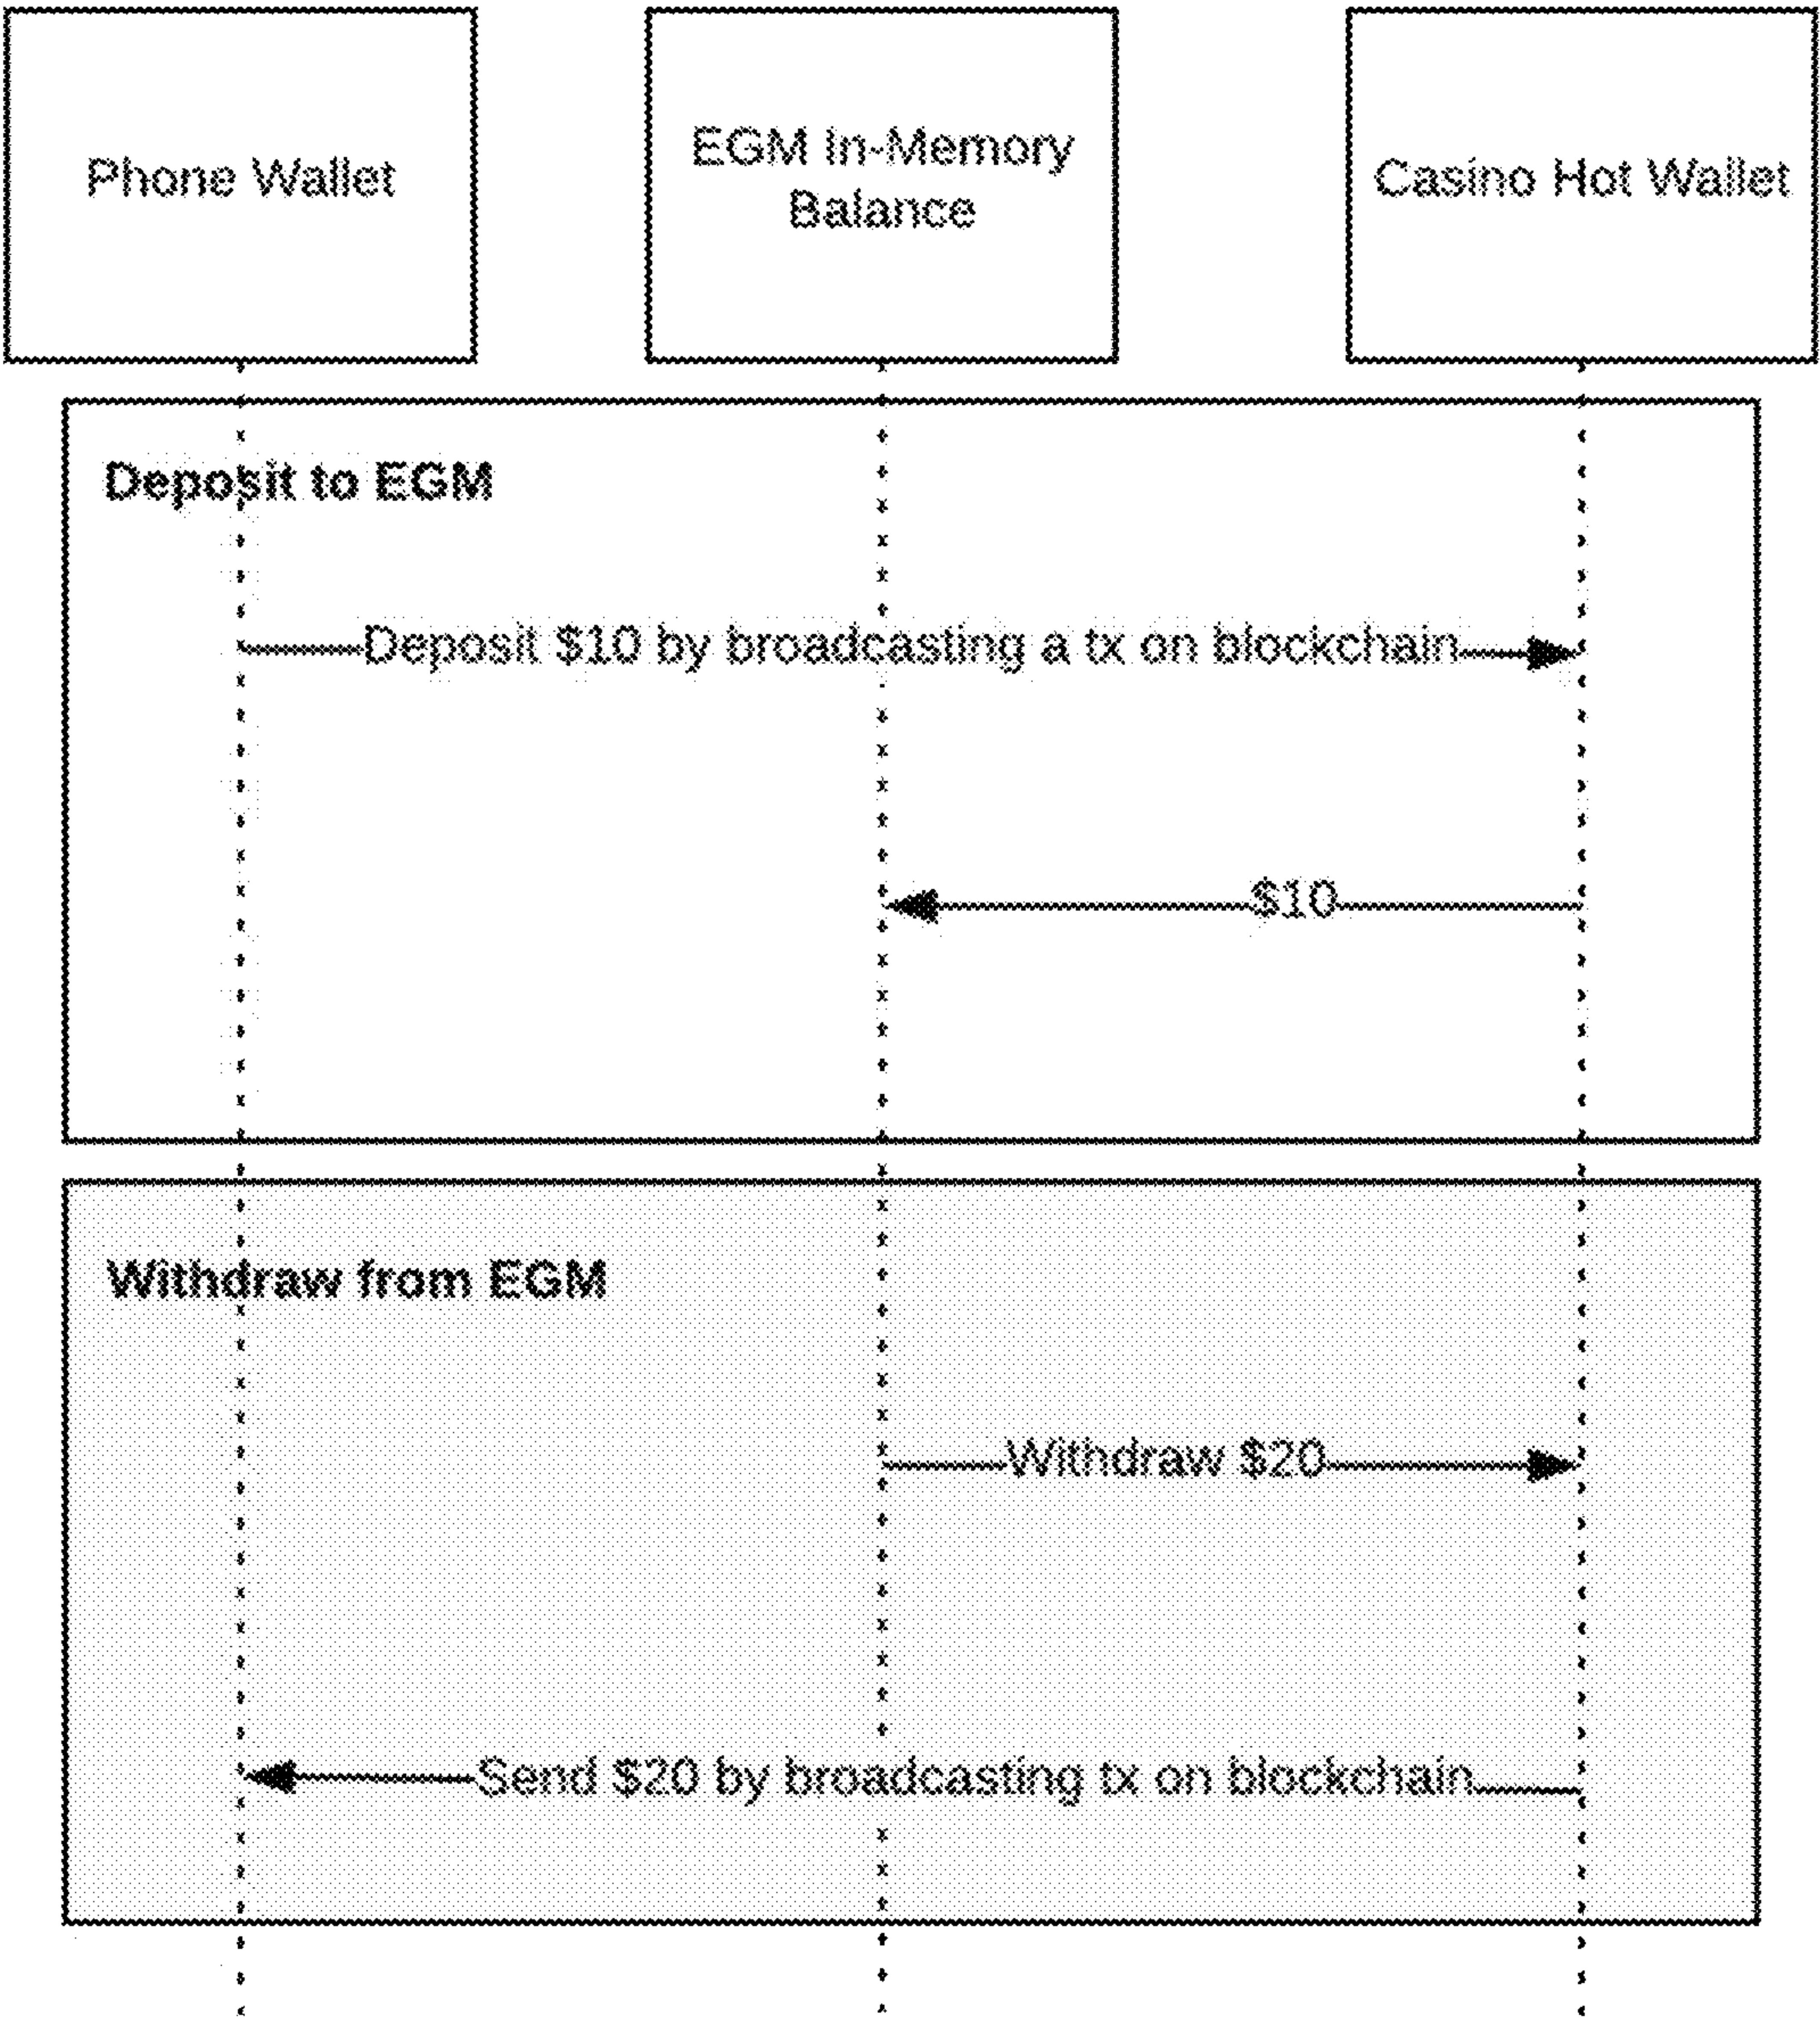 Phone Wallet
EGM In-Memory
Balance
Casino Hot Wallet
Deposit to EGM
Deposit $10 by broadcasting a tx on blockchain
$10
Withdraw from EGM
Withdraw $20
Send $20 by broadcasting tx on blockchain